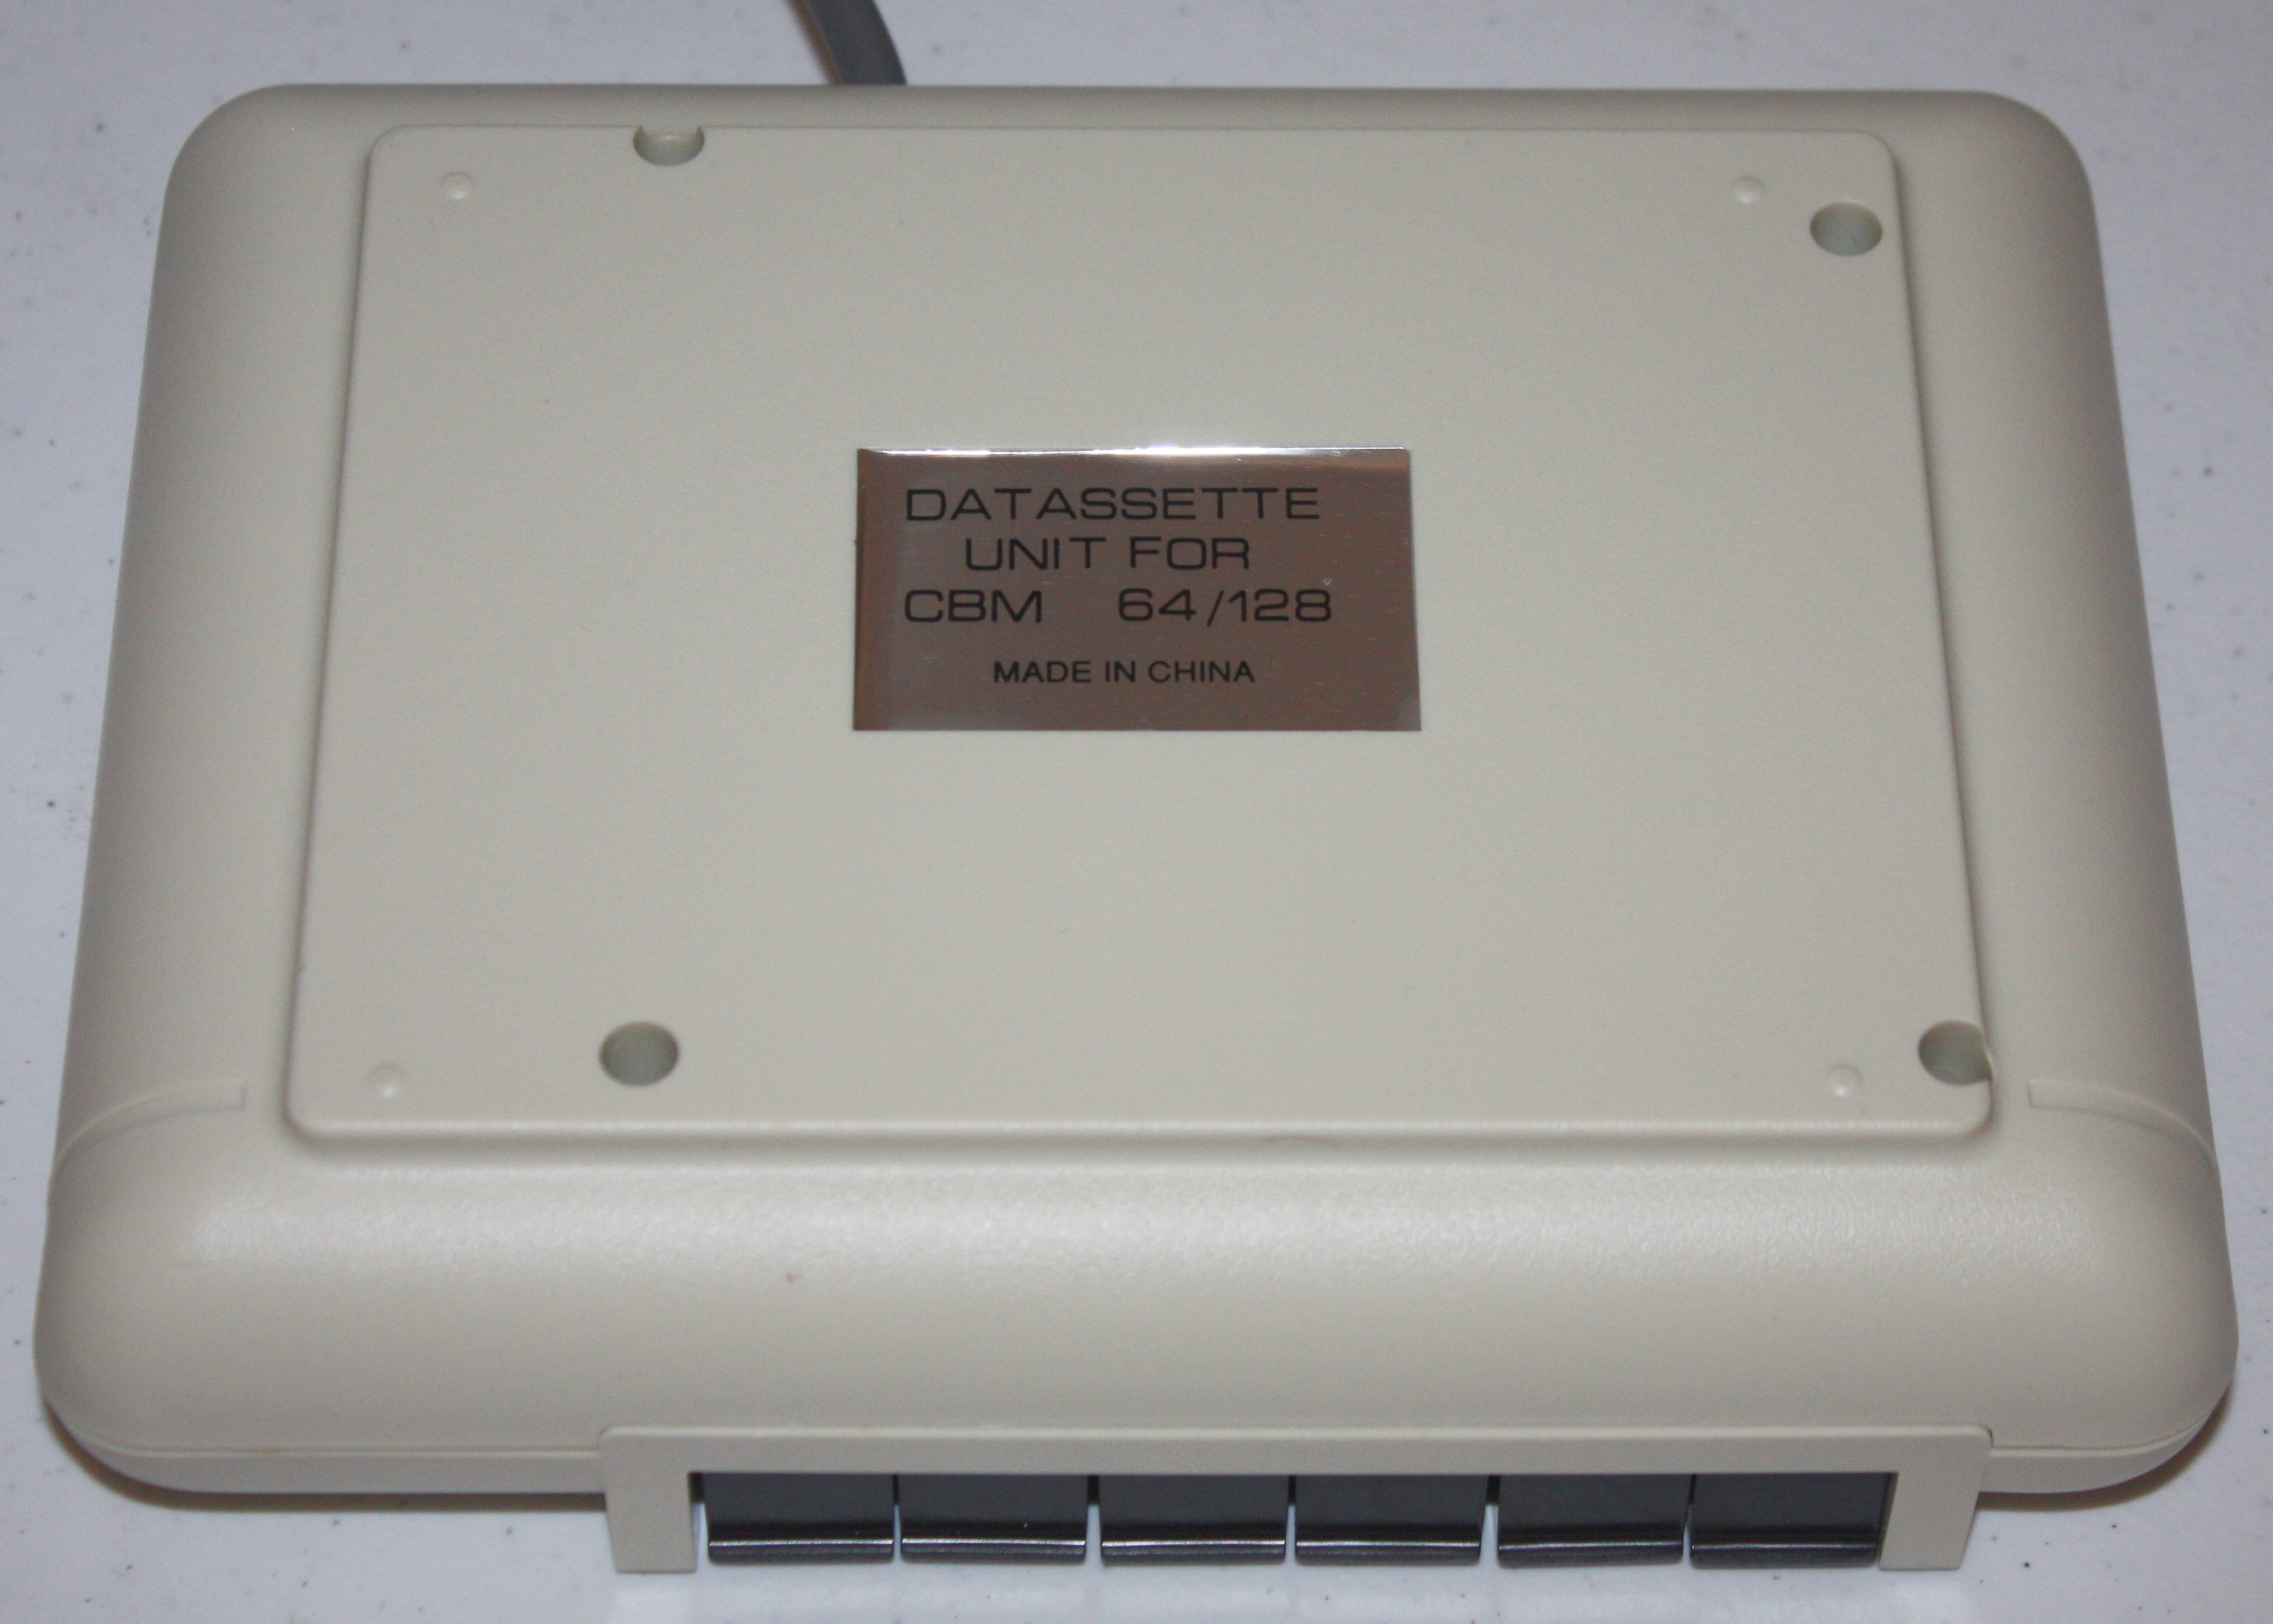 DATASSETTE
UNIT FOR
CBM 64/128
MADE IN CHINA